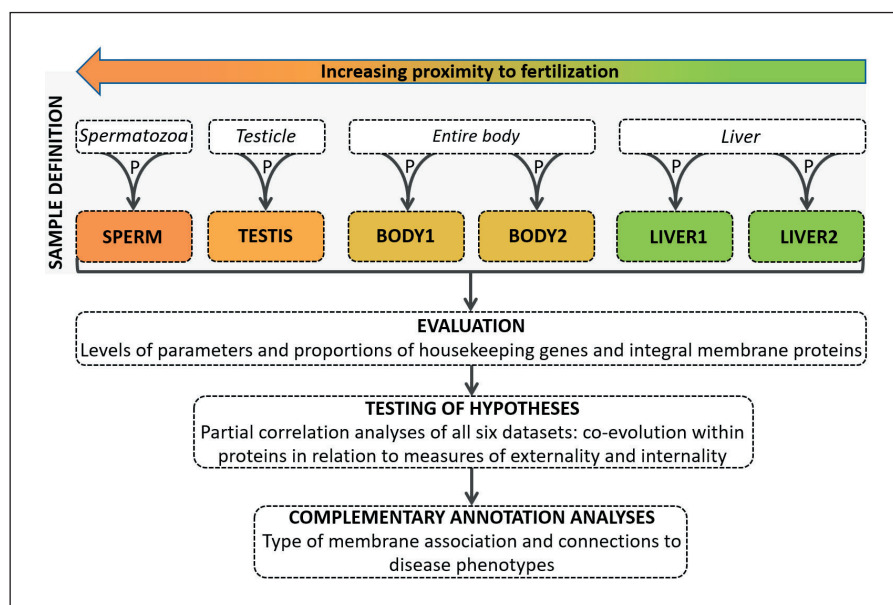 Increasing proximity to fertilization
SAMPLE DEFINITION
Spermatozoa
Testicle
Entire body
Liver
P
P
P
P
P
P
SPERM
TESTIS
BODY1
BODY2
LIVER1
LIVER2
EVALUATION
Levels of parameters and proportions of housekeeping genes and integral membrane proteins
TESTING OF HYPOTHESES
Partial correlation analyses of all six datasets: co-evolution within
proteins in relation to measures of externality and internality
COMPLEMENTARY ANNOTATION ANALYSES
Type of membrane association and connections to
disease phenotypes